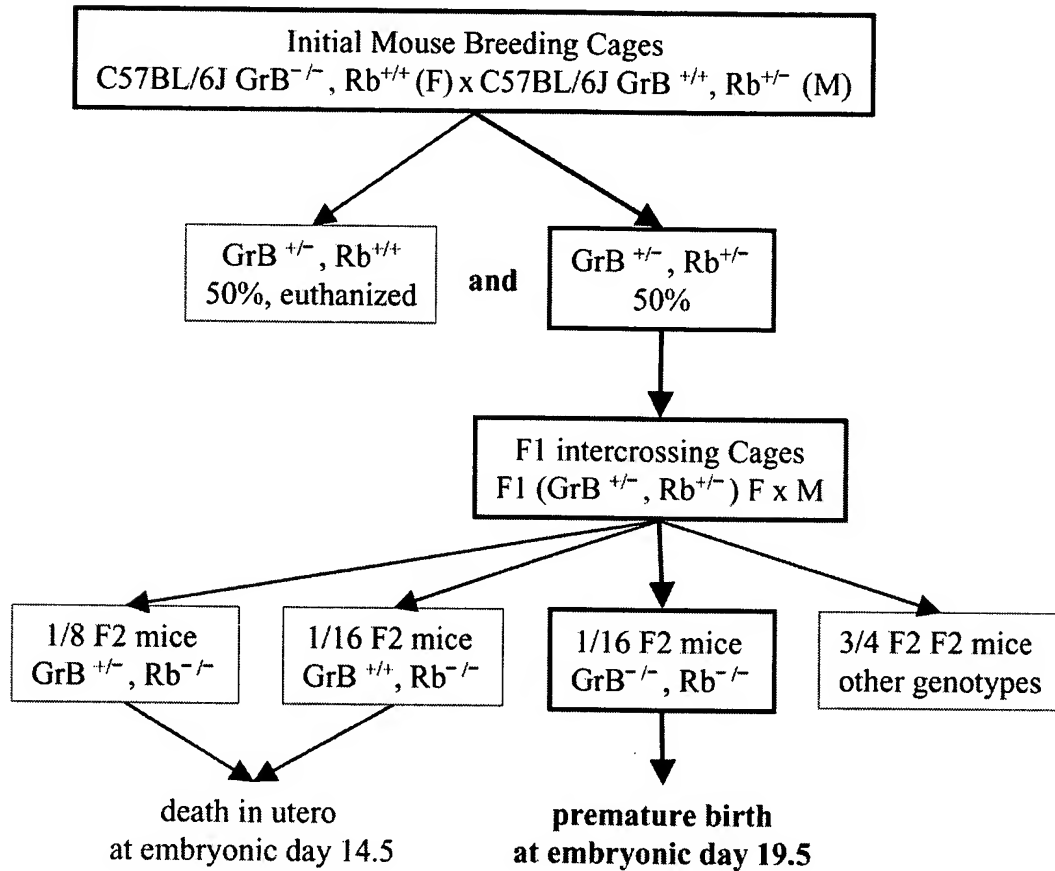 Initial Mouse Breeding Cages
C57BL/6J GrB⁻/⁻, Rb⁺/⁺ (F) x C57BL/6J GrB ⁺/⁺, Rb⁺/⁻ (M)
GrB ⁺/⁻, Rb⁺/⁺
50%, euthanized
and
GrB ⁺/⁻, Rb⁺/⁻
50%
F1 intercrossing Cages
F1 (GrB ⁺/⁻, Rb⁺/⁻) F x M
1/8 F2 mice
GrB ⁺/⁻, Rb⁻/⁻
1/16 F2 mice
GrB ⁺/⁺, Rb⁻/⁻
1/16 F2 mice
GrB⁻/⁻, Rb⁻/⁻
3/4 F2 F2 mice
other genotypes
death in utero
at embryonic day 14.5
premature birth
at embryonic day 19.5